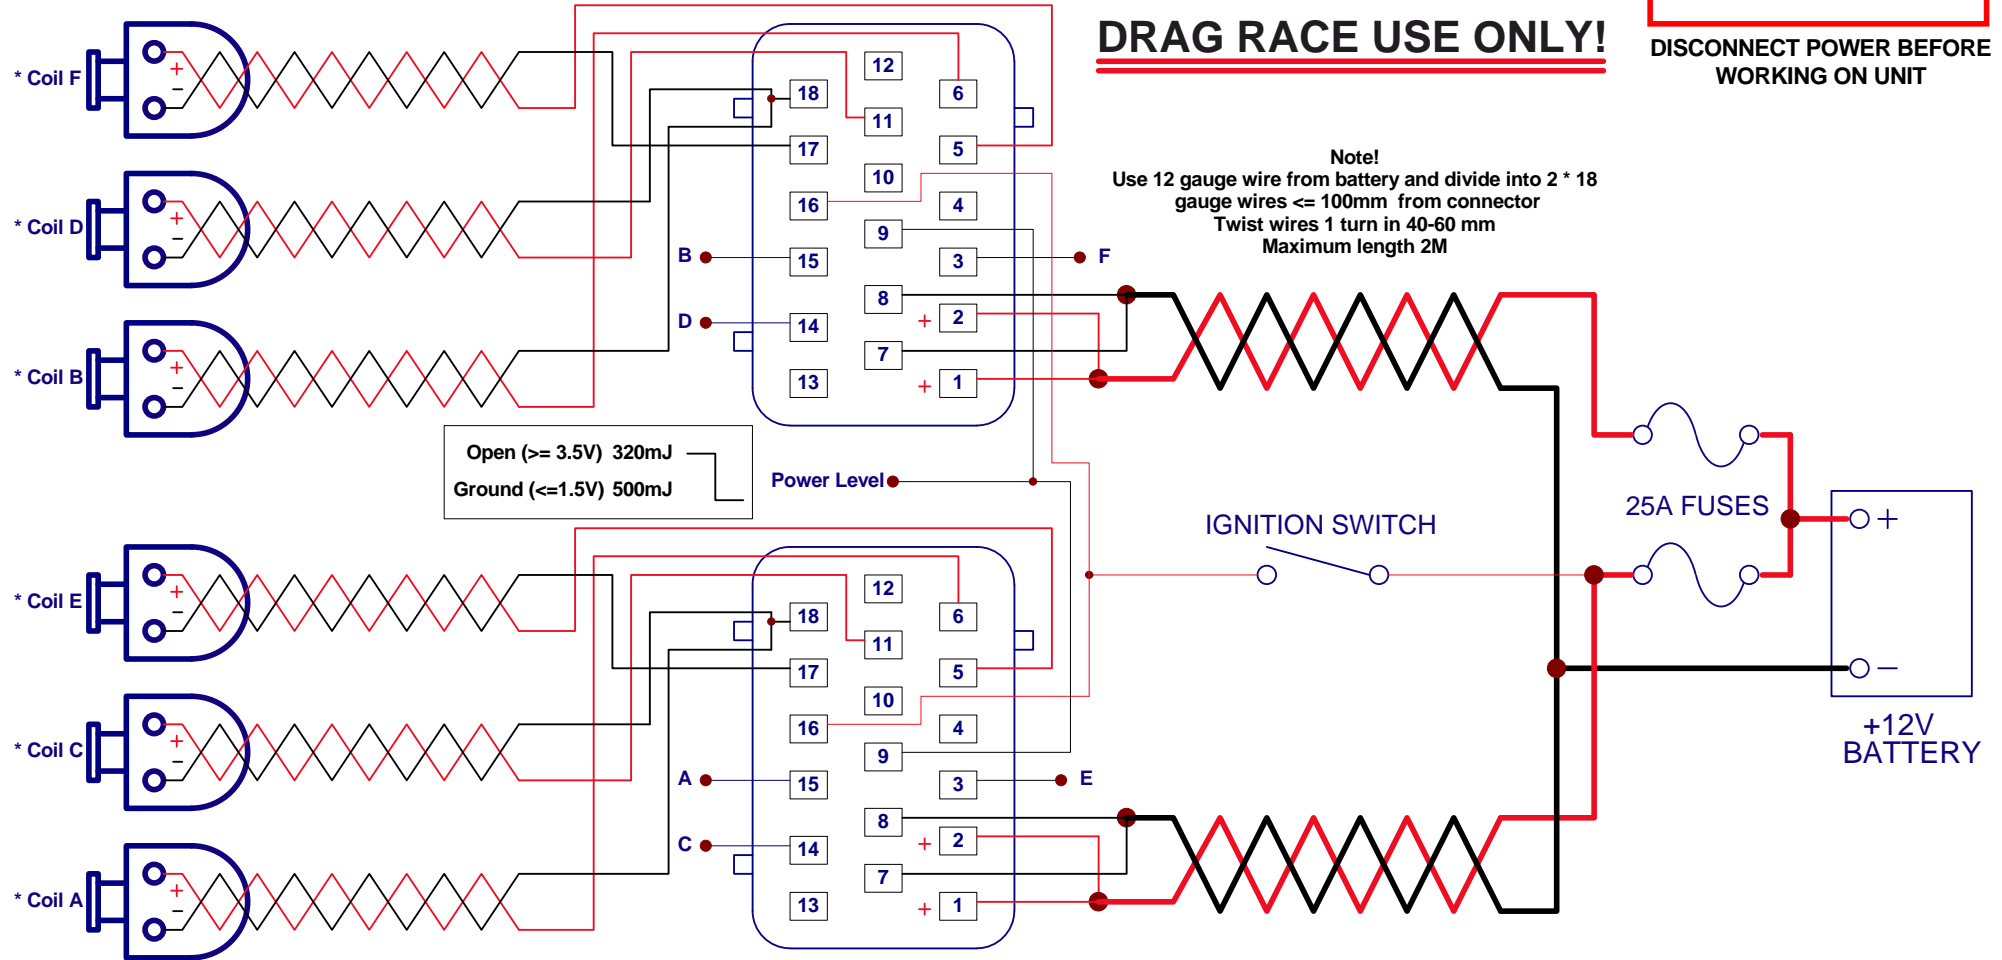 DRAG RACE USE ONLY!
DISCONNECT POWER BEFORE
WORKING ON UNIT
Note!
Use 12 gauge wire from battery and divide into 2 * 18
gauge wires <= 100mm from connector
Twist wires 1 turn in 40-60 mm
Maximum length 2M
* Coil F
+
−
* Coil D
+
−
* Coil B
+
−
12
18
6
11
17
5
10
16
4
9
B
15
3
F
8
+ 2
D
14
7
13
+ 1
Open (>= 3.5V) 320mJ
Ground (<=1.5V) 500mJ
Power Level
IGNITION SWITCH
25A FUSES
+
−
+12V
BATTERY
* Coil E
+
−
* Coil C
+
−
* Coil A
+
−
12
18
6
11
17
5
10
16
4
9
A
15
3
E
8
+ 2
C
14
7
13
+ 1